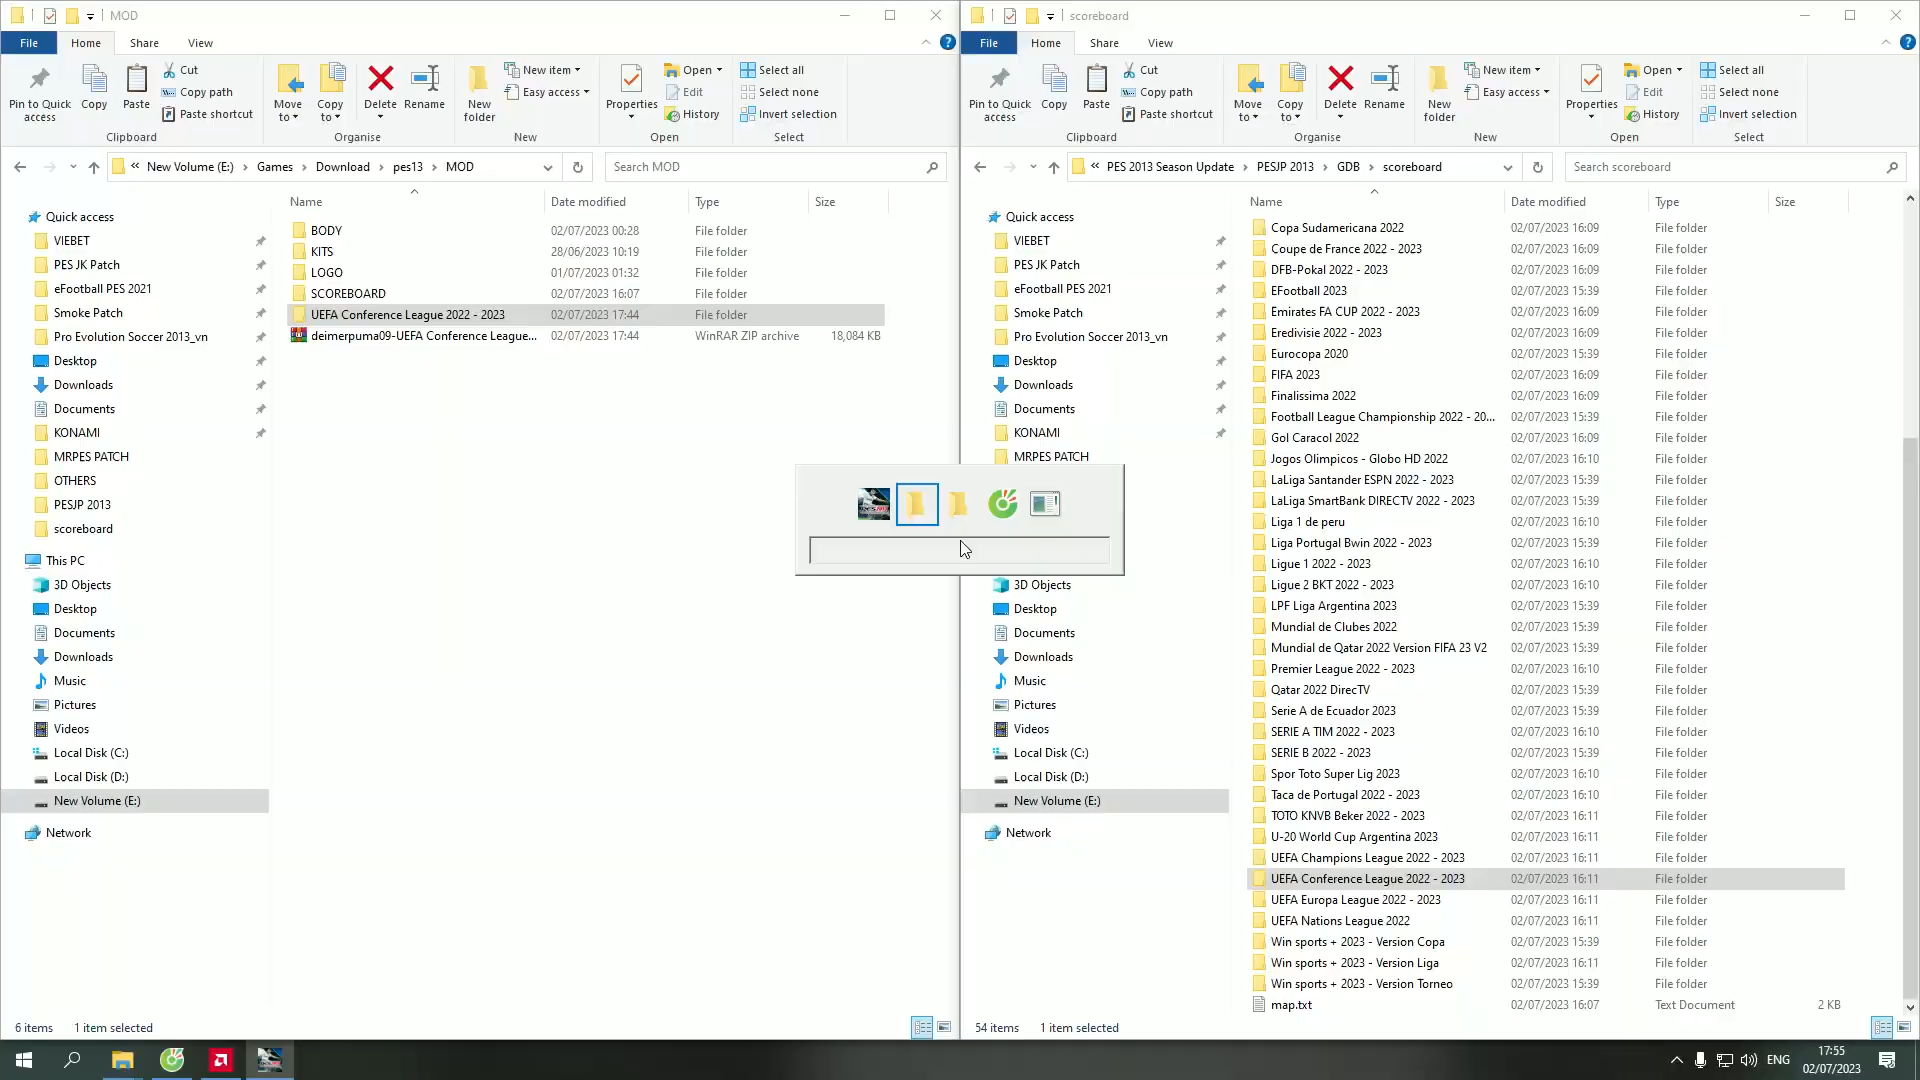 MOD
File
Home
Share
View
Pin to Quick access
Copy
Paste
Cut
Copy path
Paste shortcut
Move to
Copy to
Delete
Rename
New folder
New item
Easy access
Properties
Open
Edit
History
Select all
Select none
Invert selection
Clipboard
Organise
New
Open
Select
« New Volume (E:) › Games › Download › pes13 › MOD
Search MOD
Name Date modified Type Size
Quick access
VIEBET
PES JK Patch
eFootball PES 2021
Smoke Patch
Pro Evolution Soccer 2013_vn
Desktop
Downloads
Documents
KONAMI
MRPES PATCH
OTHERS
PESJP 2013
scoreboard
This PC
3D Objects
Desktop
Documents
Downloads
Music
Pictures
Videos
Local Disk (C:)
Local Disk (D:)
New Volume (E:)
Network
BODY 02/07/2023 00:28 File folder
KITS 28/06/2023 10:19 File folder
LOGO 01/07/2023 01:32 File folder
SCOREBOARD 02/07/2023 16:07 File folder
UEFA Conference League 2022 - 2023 02/07/2023 17:44 File folder
deimerpuma09-UEFA Conference League... 02/07/2023 17:44 WinRAR ZIP archive 18,084 KB
6 items 1 item selected
scoreboard
File
Home
Share
View
Pin to Quick access
Copy
Paste
Cut
Copy path
Paste shortcut
Move to
Copy to
Delete
Rename
New folder
New item
Easy access
Properties
Open
Edit
History
Select all
Select none
Invert selection
Clipboard
Organise
New
Open
Select
« PES 2013 Season Update › PESJP 2013 › GDB › scoreboard
Search scoreboard
Name Date modified Type Size
Quick access
VIEBET
PES JK Patch
eFootball PES 2021
Smoke Patch
Pro Evolution Soccer 2013_vn
Desktop
Downloads
Documents
KONAMI
MRPES PATCH
3D Objects
Desktop
Documents
Downloads
Music
Pictures
Videos
Local Disk (C:)
Local Disk (D:)
New Volume (E:)
Network
Copa Sudamericana 2022 02/07/2023 16:09 File folder
Coupe de France 2022 - 2023 02/07/2023 16:09 File folder
DFB-Pokal 2022 - 2023 02/07/2023 16:09 File folder
EFootball 2023 02/07/2023 16:09 File folder
Emirates FA CUP 2022 - 2023 02/07/2023 16:09 File folder
Eredivisie 2022 - 2023 02/07/2023 16:09 File folder
Eurocopa 2020 02/07/2023 15:39 File folder
FIFA 2023 02/07/2023 16:09 File folder
Finalissima 2022 02/07/2023 16:09 File folder
Football League Championship 2022 - 20... 02/07/2023 15:39 File folder
Gol Caracol 2022 02/07/2023 16:09 File folder
Jogos Olimpicos - Globo HD 2022 02/07/2023 16:10 File folder
LaLiga Santander ESPN 2022 - 2023 02/07/2023 16:10 File folder
LaLiga SmartBank DIRECTV 2022 - 2023 02/07/2023 16:10 File folder
Liga 1 de peru 02/07/2023 16:10 File folder
Liga Portugal Bwin 2022 - 2023 02/07/2023 16:10 File folder
Ligue 1 2022 - 2023 02/07/2023 16:10 File folder
Ligue 2 BKT 2022 - 2023 02/07/2023 16:10 File folder
LPF Liga Argentina 2023 02/07/2023 15:39 File folder
Mundial de Clubes 2022 02/07/2023 15:39 File folder
Mundial de Qatar 2022 Version FIFA 23 V2 02/07/2023 15:39 File folder
Premier League 2022 - 2023 02/07/2023 16:10 File folder
Qatar 2022 DirecTV 02/07/2023 15:39 File folder
Serie A de Ecuador 2023 02/07/2023 15:39 File folder
SERIE A TIM 2022 - 2023 02/07/2023 16:10 File folder
SERIE B 2022 - 2023 02/07/2023 15:39 File folder
Spor Toto Super Lig 2023 02/07/2023 16:10 File folder
Taca de Portugal 2022 - 2023 02/07/2023 16:10 File folder
TOTO KNVB Beker 2022 - 2023 02/07/2023 16:11 File folder
U-20 World Cup Argentina 2023 02/07/2023 16:11 File folder
UEFA Champions League 2022 - 2023 02/07/2023 16:11 File folder
UEFA Conference League 2022 - 2023 02/07/2023 16:11 File folder
UEFA Europa League 2022 - 2023 02/07/2023 16:11 File folder
UEFA Nations League 2022 02/07/2023 16:11 File folder
Win sports + 2023 - Version Copa 02/07/2023 15:39 File folder
Win sports + 2023 - Version Liga 02/07/2023 16:11 File folder
Win sports + 2023 - Version Torneo 02/07/2023 15:39 File folder
map.txt 02/07/2023 16:07 Text Document 2 KB
54 items 1 item selected
ENG
17:55
02/07/2023